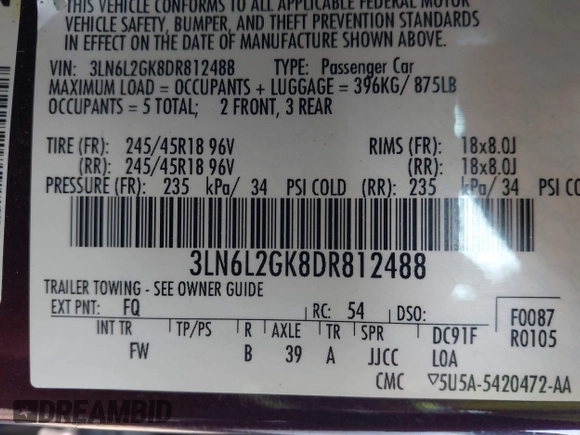 THIS VEHICLE CONFORMS TO ALL APPLICABLE FEDERAL MOTOR
VEHICLE SAFETY, BUMPER, AND THEFT PREVENTION STANDARDS
IN EFFECT ON THE DATE OF MANUFACTURE SHOWN ABOVE.
VIN: 3LN6L2GK8DR812488 TYPE: Passenger Car
MAXIMUM LOAD = OCCUPANTS + LUGGAGE = 396KG/ 875LB
OCCUPANTS = 5 TOTAL; 2 FRONT, 3 REAR
TIRE (FR): 245/45R18 96V RIMS (FR): 18x8.0J
(RR): 245/45R18 96V (RR): 18x8.0J
PRESSURE (FR): 235 kPa/ 34 PSI COLD (RR): 235 kPa/ 34 PSI CO
3LN6L2GK8DR812488
TRAILER TOWING - SEE OWNER GUIDE
EXT PNT: FQ RC: 54 DSO: F0087
INT TR TP/PS R AXLE TR SPR DC91F R0105
FW B 39 A JJCC LOA
CMC ▽5U5A-5420472-AA
DREAMBID